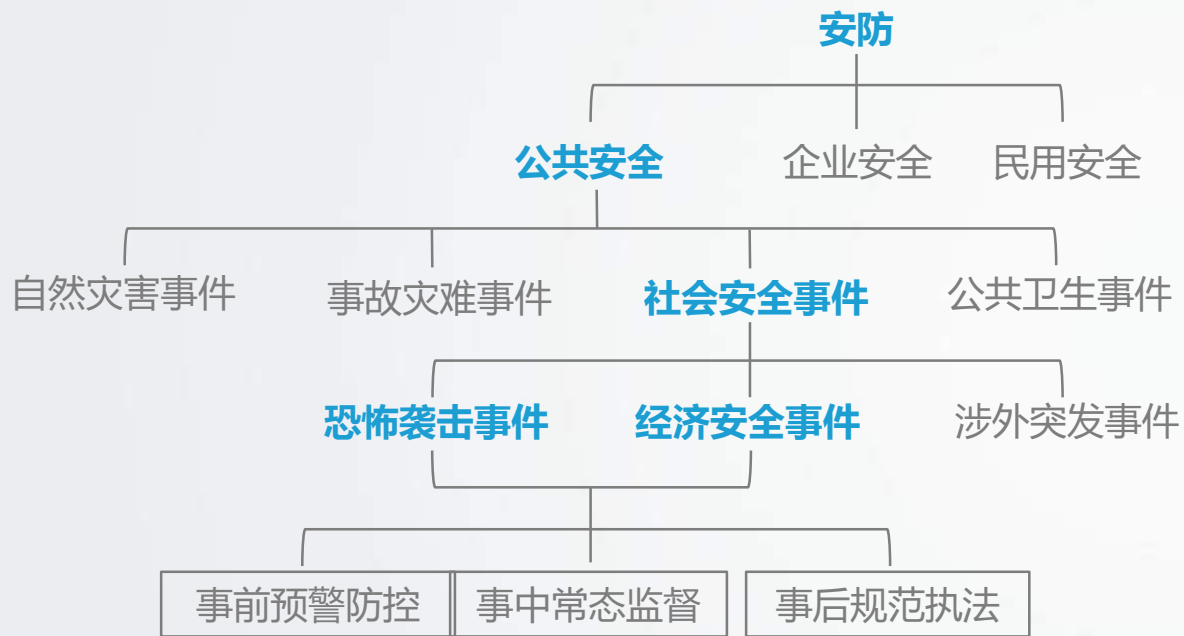 安防
公共安全
企业安全
民用安全
自然灾害事件
事故灾难事件
社会安全事件
公共卫生事件
恐怖袭击事件
经济安全事件
涉外突发事件
事前预警防控
事中常态监督
事后规范执法